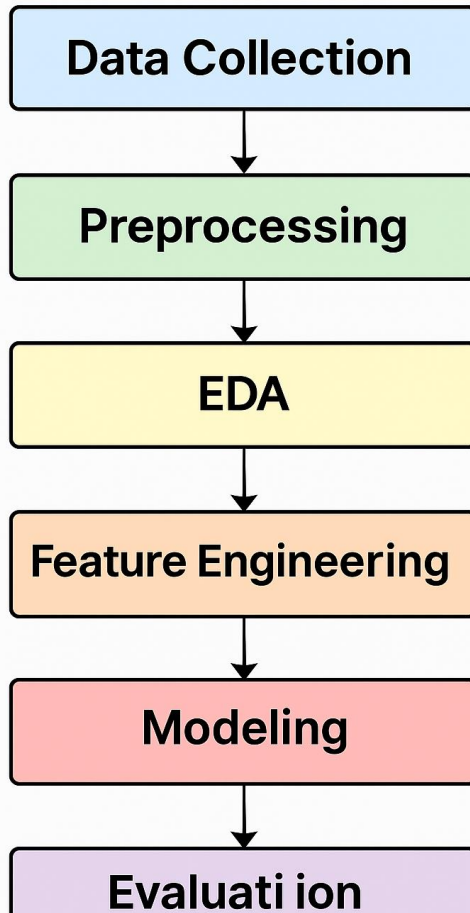 Data Collection
Preprocessing
EDA
Feature Engineering
Modeling
Evaluati ion